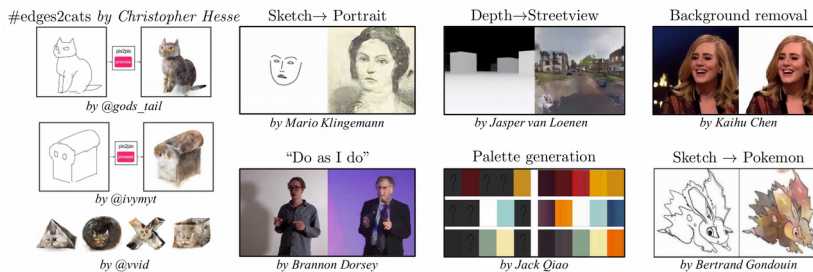 #edges2cats by Christopher Hesse
pix2pix
process
by @gods_tail
pix2pix
process
by @ivymyt
by @vvid
Sketch→ Portrait
by Mario Klingemann
"Do as I do"
by Brannon Dorsey
Depth→Streetview
by Jasper van Loenen
Palette generation
? ? ? ?
? ?
? ?
by Jack Qiao
Background removal
by Kaihu Chen
Sketch → Pokemon
by Bertrand Gondouin